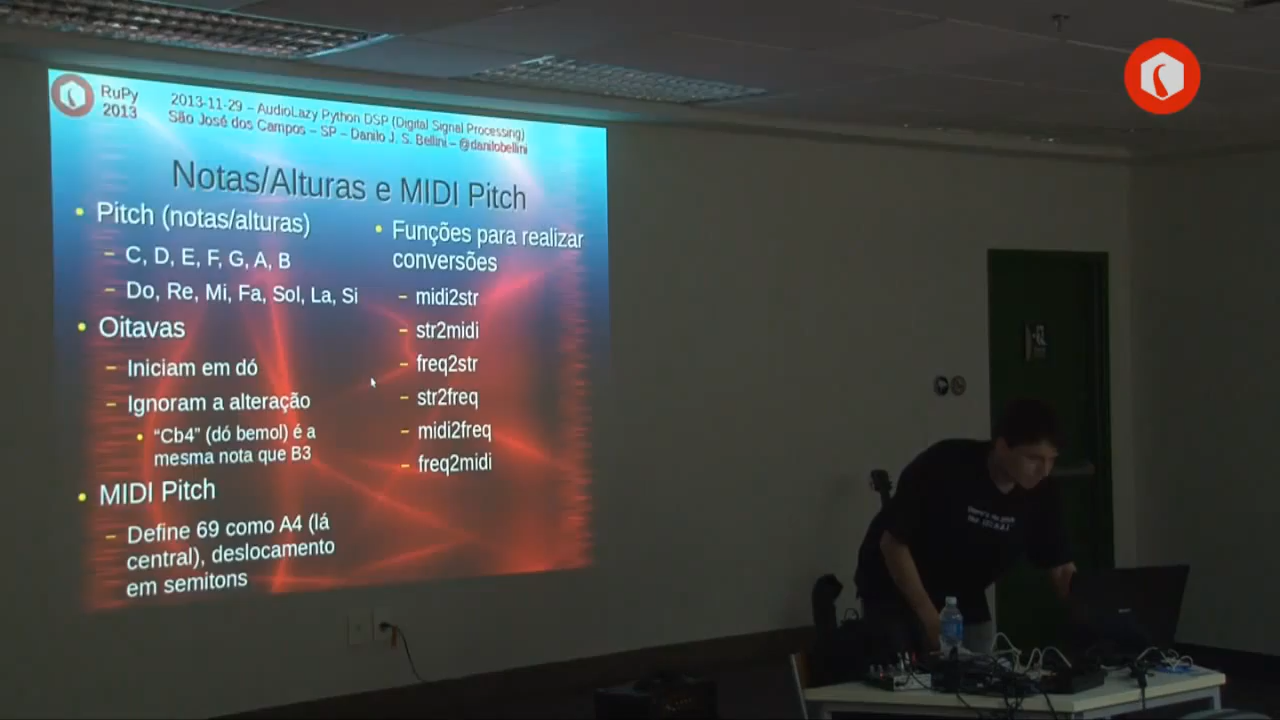 RuPy
2013
2013-11-29 – AudioLazy Python DSP (Digital Signal Processing)
São José dos Campos – SP – Danilo J. S. Bellini – @danilobellini
Notas/Alturas e MIDI Pitch
• Pitch (notas/alturas)
– C, D, E, F, G, A, B
– Do, Re, Mi, Fa, Sol, La, Si
• Oitavas
– Iniciam em dó
– Ignoram a alteração
• “Cb4” (dó bemol) é a
mesma nota que B3
• MIDI Pitch
– Define 69 como A4 (lá
central), deslocamento
em semitons
• Funções para realizar
conversões
– midi2str
– str2midi
– freq2str
– str2freq
– midi2freq
– freq2midi